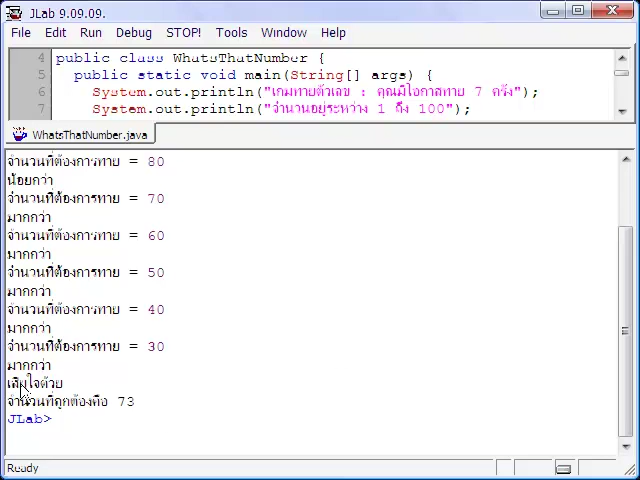 JLab 9.09.09.
File Edit Run Debug STOP! Tools Window Help
4 public class WhatsThatNumber {
5 public static void main(String[] args) {
6 System.out.println("เกมทายตัวเลข : คุณมีโอกาสทาย 7 ครั้ง");
7 System.out.println("จำนวนอยู่ระหว่าง 1 ถึง 100");
WhatsThatNumber.java
จำนวนที่ต้องการทาย = 80
น้อยกว่า
จำนวนที่ต้องการทาย = 70
มากกว่า
จำนวนที่ต้องการทาย = 60
มากกว่า
จำนวนที่ต้องการทาย = 50
มากกว่า
จำนวนที่ต้องการทาย = 40
มากกว่า
จำนวนที่ต้องการทาย = 30
มากกว่า
เสียใจด้วย
จำนวนที่ถูกต้องคือ 73
JLab>
Ready